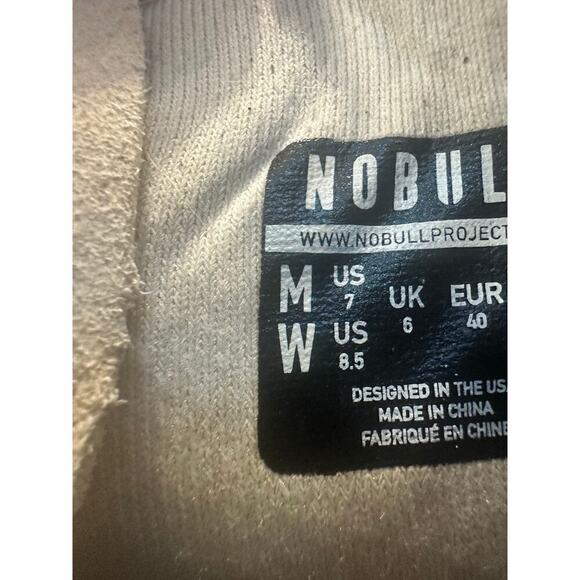 NOBUL
WWW.NOBULLPROJECT
M US 7 UK 6 EUR 40
W US 8.5
DESIGNED IN THE USA
MADE IN CHINA
FABRIQUÉ EN CHINE